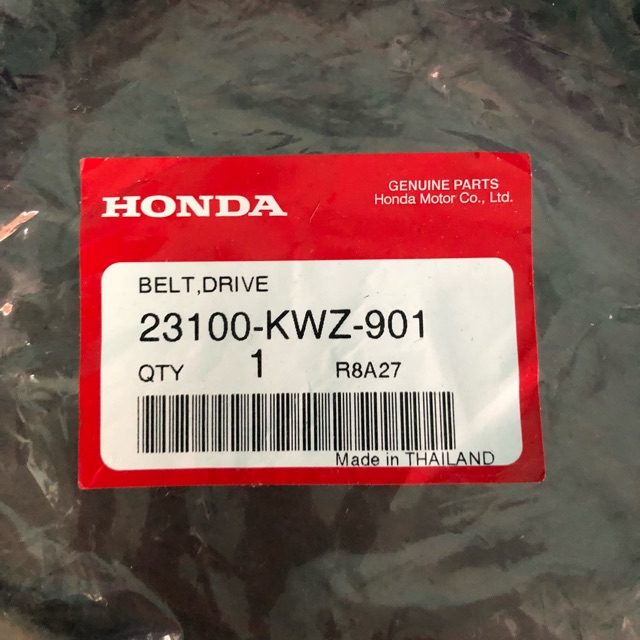 HONDA
GENUINE PARTS
Honda Motor Co., Ltd.
BELT,DRIVE
23100-KWZ-901
QTY 1 R8A27
Made in THAILAND